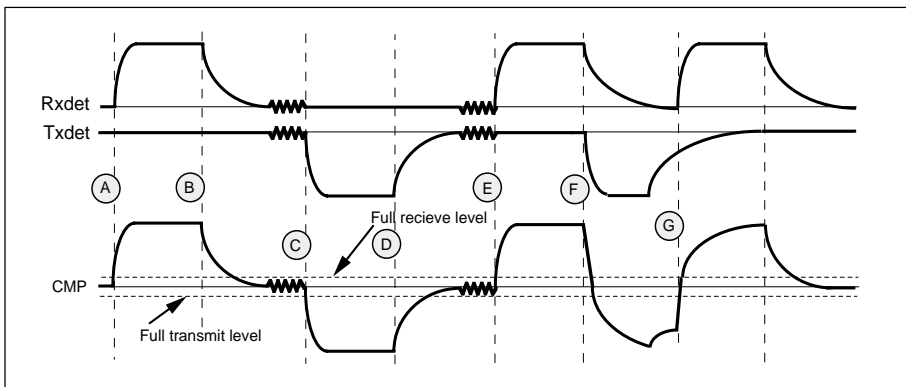 Rxdet
Txdet
A
B
E
F
Full recieve level
C
D
G
CMP
Full transmit level